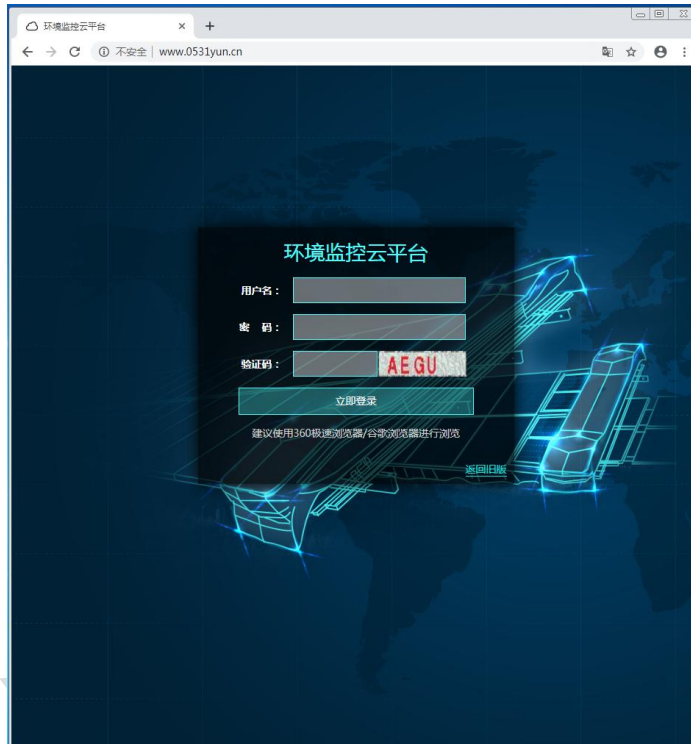 环境监控云平台
不安全 | www.0531yun.cn
环境监控云平台
用户名：
密 码：
验证码： AEGU
立即登录
建议使用360极速浏览器/谷歌浏览器进行浏览
返回旧版